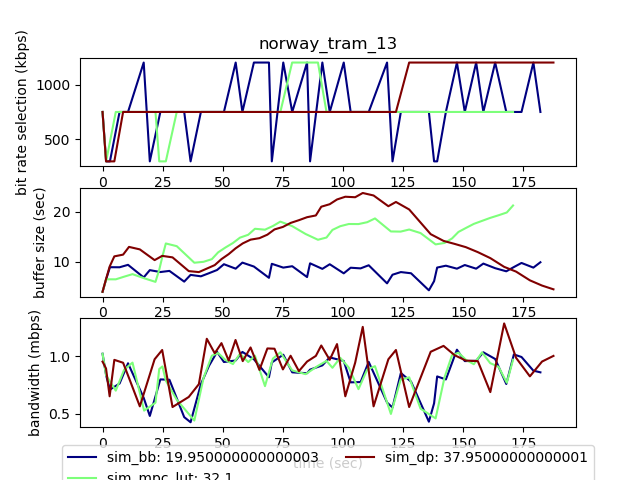 norway_tram_13
bit rate selection (kbps)
1000
500
0 25 50 75 100 125 150 175
buffer size (sec)
20
10
0 25 50 75 100 125 150 175
bandwidth (mbps)
1.0
0.5
0 25 50 75 100 125 150 175
time (sec)
sim_bb: 19.950000000000003 sim_dp: 37.95000000000001
sim_mpc_lut: 32.1